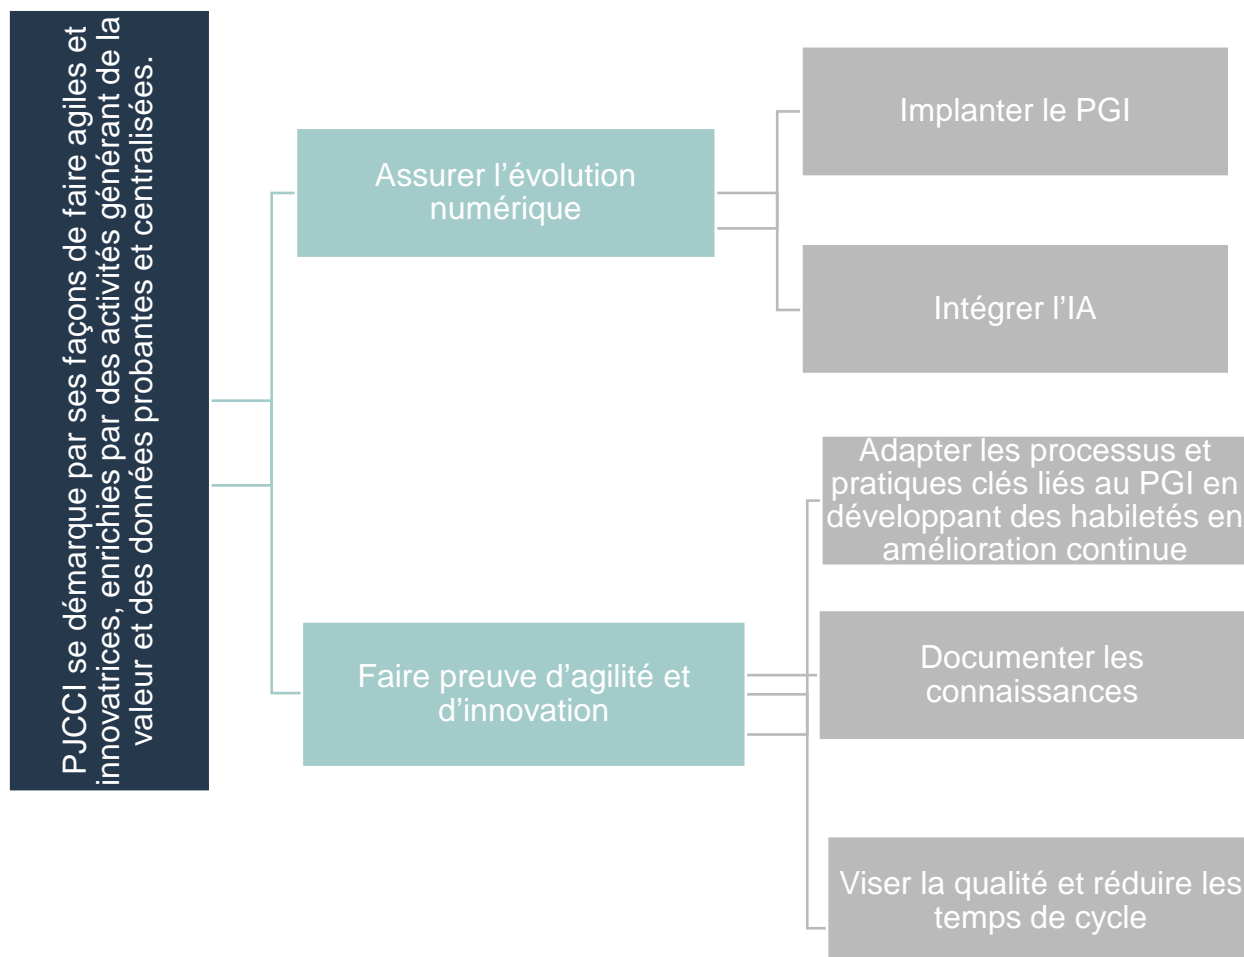 PJCCI se démarque par ses façons de faire agiles et
innovatrices, enrichies par des activités générant de la
valeur et des données probantes et centralisées.
Assurer l’évolution
numérique
Implanter le PGI
Intégrer l’IA
Faire preuve d’agilité et
d’innovation
Adapter les processus et
pratiques clés liés au PGI en
développant des habiletés en
amélioration continue
Documenter les
connaissances
Viser la qualité et réduire les
temps de cycle